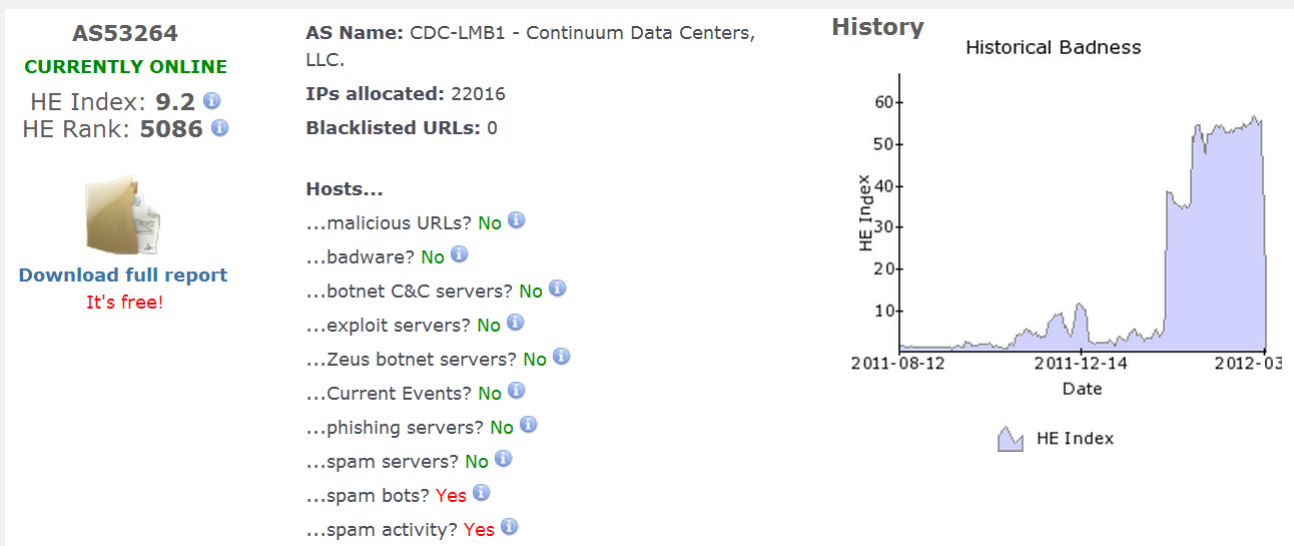 AS53264
CURRENTLY ONLINE
HE Index: 9.2
HE Rank: 5086
Download full report
It's free!
AS Name: CDC-LMB1 - Continuum Data Centers,
LLC.
IPs allocated: 22016
Blacklisted URLs: 0
Hosts...
...malicious URLs? No
...badware? No
...botnet C&C servers? No
...exploit servers? No
...Zeus botnet servers? No
...Current Events? No
...phishing servers? No
...spam servers? No
...spam bots? Yes
...spam activity? Yes
History
Historical Badness
HE Index
60
50
40
30
20
10
2011-08-12
2011-12-14
2012-03
Date
HE Index